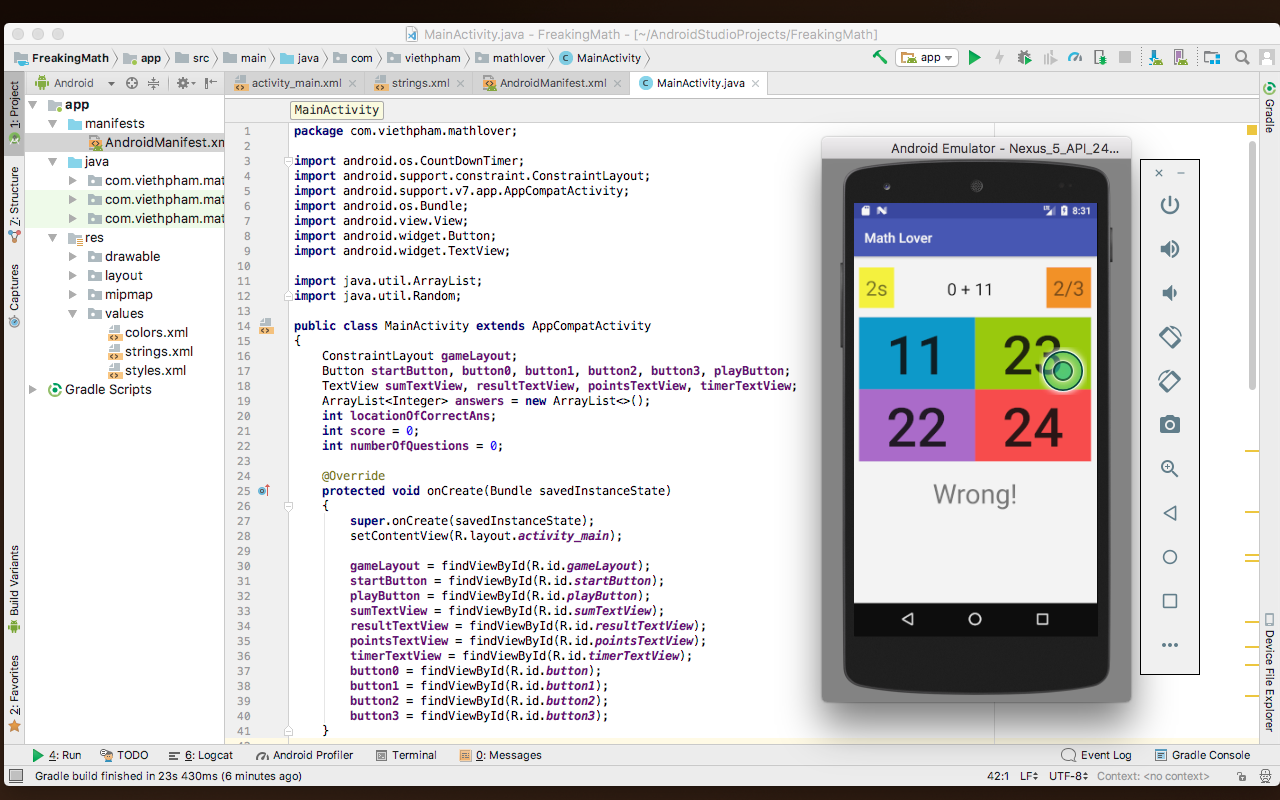 MainActivity.java - FreakingMath - [~/AndroidStudioProjects/FreakingMath]
FreakingMath app src main java com viethpham mathlover MainActivity app
Android activity_main.xml strings.xml AndroidManifest.xml MainActivity.java
1: Project
7: Structure
Captures
Build Variants
2: Favorites
app
manifests
AndroidManifest.xm
java
com.viethpham.mat
com.viethpham.mat
com.viethpham.mat
res
drawable
layout
mipmap
values
colors.xml
strings.xml
styles.xml
Gradle Scripts
MainActivity
1 package com.viethpham.mathlover;
2
3 import android.os.CountDownTimer;
4 import android.support.constraint.ConstraintLayout;
5 import android.support.v7.app.AppCompatActivity;
6 import android.os.Bundle;
7 import android.view.View;
8 import android.widget.Button;
9 import android.widget.TextView;
10
11 import java.util.ArrayList;
12 import java.util.Random;
13
14 public class MainActivity extends AppCompatActivity
15 {
16 ConstraintLayout gameLayout;
17 Button startButton, button0, button1, button2, button3, playButton;
18 TextView sumTextView, resultTextView, pointsTextView, timerTextView;
19 ArrayList<Integer> answers = new ArrayList<>();
20 int locationOfCorrectAns;
21 int score = 0;
22 int numberOfQuestions = 0;
23
24 @Override
25 protected void onCreate(Bundle savedInstanceState)
26 {
27 super.onCreate(savedInstanceState);
28 setContentView(R.layout.activity_main);
29
30 gameLayout = findViewById(R.id.gameLayout);
31 startButton = findViewById(R.id.startButton);
32 playButton = findViewById(R.id.playButton);
33 sumTextView = findViewById(R.id.sumTextView);
34 resultTextView = findViewById(R.id.resultTextView);
35 pointsTextView = findViewById(R.id.pointsTextView);
36 timerTextView = findViewById(R.id.timerTextView);
37 button0 = findViewById(R.id.button);
38 button1 = findViewById(R.id.button1);
39 button2 = findViewById(R.id.button2);
40 button3 = findViewById(R.id.button3);
41 }
Android Emulator - Nexus_5_API_24...
8:31
Math Lover
2s 0 + 11 2/3
11 23
22 24
Wrong!
Gradle
Device File Explorer
4: Run TODO 6: Logcat Android Profiler Terminal 0: Messages Event Log Gradle Console
Gradle build finished in 23s 430ms (6 minutes ago) 42:1 LF UTF-8 Context: <no context>